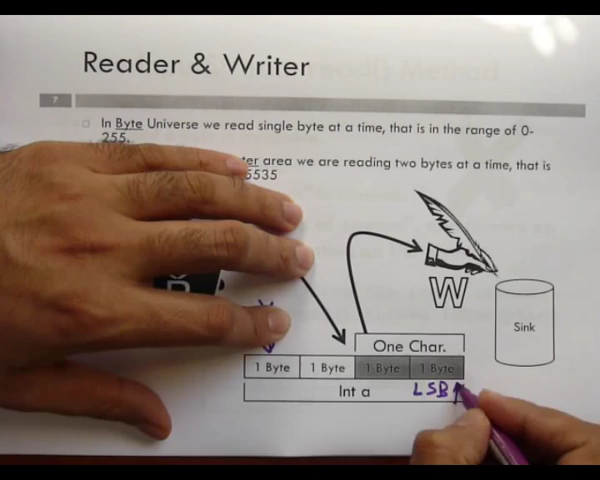 Reader & Writer
7
In Byte Universe we read single byte at a time, that is in the range of 0-
255.
area we are reading two bytes at a time, that is
R
W
Sink
One Char.
1 Byte 1 Byte 1 Byte 1 Byte
Int a LSB